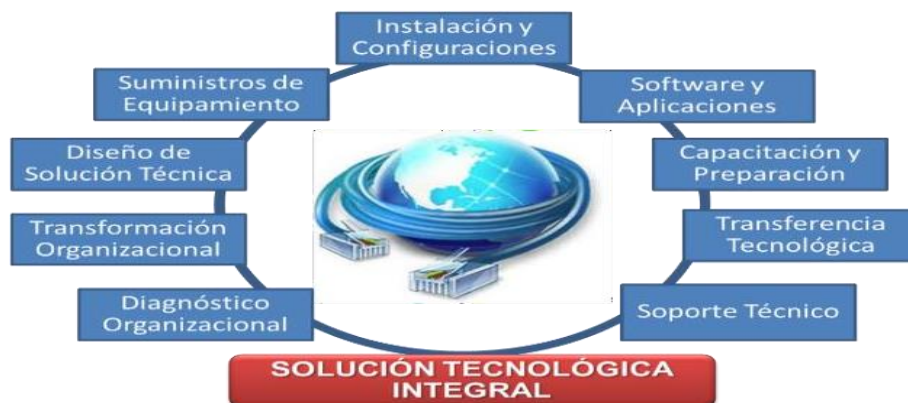 Instalación y
Configuraciones
Suministros de
Equipamiento
Software y
Aplicaciones
Diseño de
Solución Técnica
Capacitación y
Preparación
Transformación
Organizacional
Transferencia
Tecnológica
Diagnóstico
Organizacional
Soporte Técnico
SOLUCIÓN TECNOLÓGICA
INTEGRAL